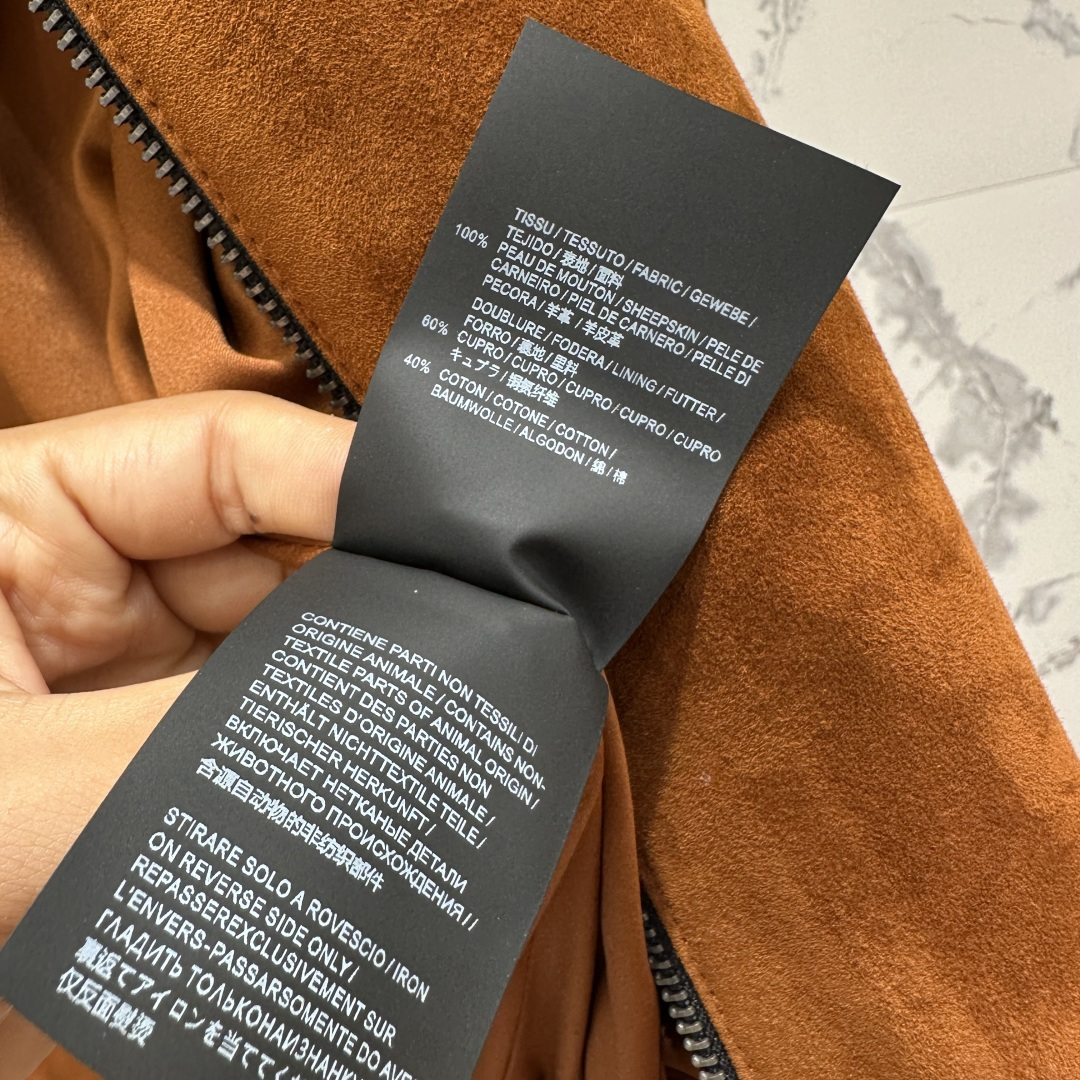 TISSU / TESSUTO / FABRIC / GEWEBE /
100% TEJIDO / 表地 / 面料
PEAU DE MOUTON / SHEEPSKIN / PELE DE
CARNEIRO / PIEL DE CARNERO / PELLE DI
PECORA / 羊革 / 羊皮革
DOUBLURE / FODERA / LINING / FUTTER /
60% FORRO / 裏地 / 里料
CUPRO / CUPRO / CUPRO / CUPRO / CUPRO
キュプラ / 铜氨纤维
40% COTON / COTONE / COTTON /
BAUMWOLLE / ALGODON / 綿 / 棉
CONTIENE PARTI NON TESSILI DI
ORIGINE ANIMALE / CONTAINS NON-
TEXTILE PARTS OF ANIMAL ORIGIN /
CONTIENT DES PARTIES NON
TEXTILES D'ORIGINE ANIMALE /
ENTHÄLT NICHTTEXTILE TEILE /
TIERISCHER HERKUNFT /
ВКЛЮЧАЕТ НЕТКАНЫЕ ДЕТАЛИ
ЖИВОТНОГО ПРОИСХОЖДЕНИЯ / /
含源自动物的非纺织部件
STIRARE SOLO A ROVESCIO / IRON
ON REVERSE SIDE ONLY/
REPASSEREXCLUSIVEMENT SUR
L'ENVERS-PASSARSOMENTE DO AVE
ГЛАДИТЬ ТОЛЬКОНАИЗНАНКУ
裏返てアイロンを当ててく
仅反面熨烫